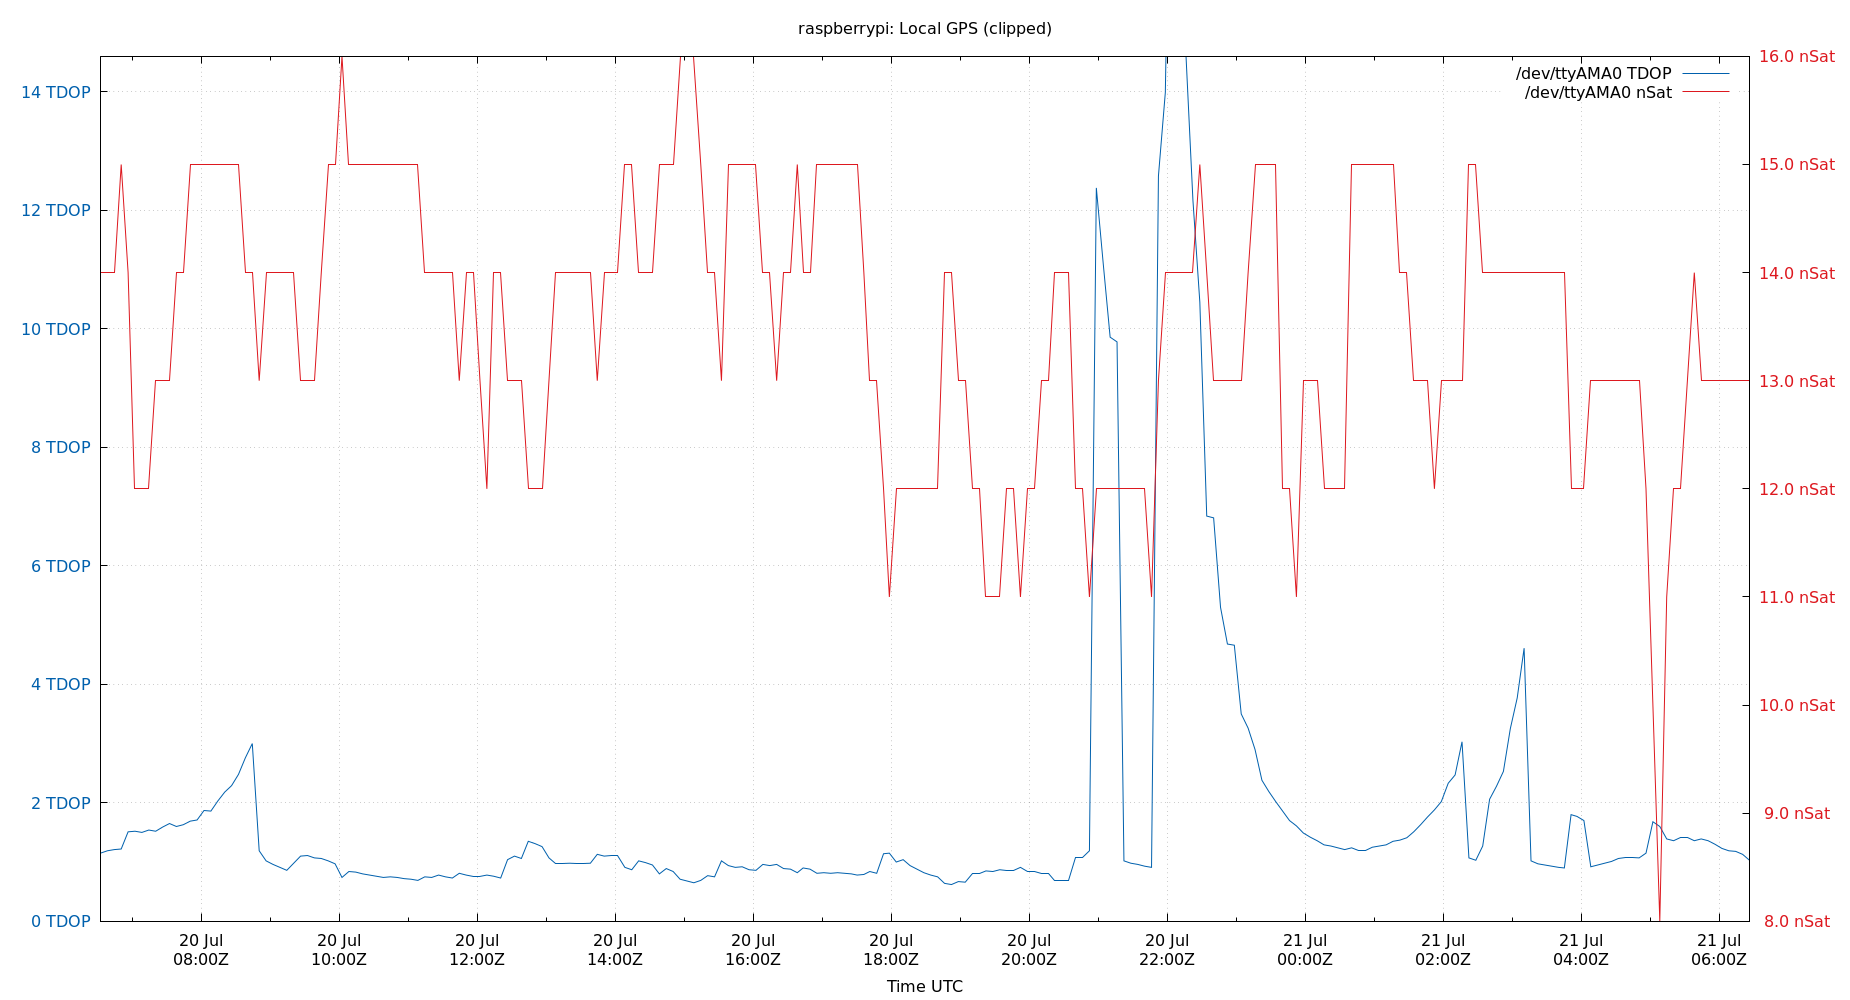 raspberrypi: Local GPS (clipped)
/dev/ttyAMA0 TDOP
/dev/ttyAMA0 nSat
14 TDOP
12 TDOP
10 TDOP
8 TDOP
6 TDOP
4 TDOP
2 TDOP
0 TDOP
16.0 nSat
15.0 nSat
14.0 nSat
13.0 nSat
12.0 nSat
11.0 nSat
10.0 nSat
9.0 nSat
8.0 nSat
20 Jul 20 Jul 20 Jul 20 Jul 20 Jul 20 Jul 20 Jul 20 Jul 21 Jul 21 Jul 21 Jul 21 Jul
08:00Z 10:00Z 12:00Z 14:00Z 16:00Z 18:00Z 20:00Z 22:00Z 00:00Z 02:00Z 04:00Z 06:00Z
Time UTC